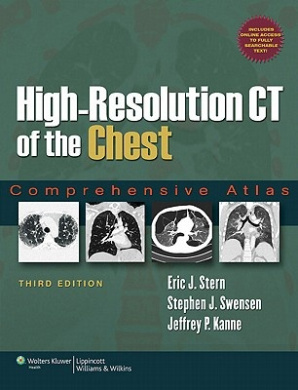 INCLUDES
ONLINE ACCESS
TO FULLY
SEARCHABLE
TEXT!
High-Resolution CT
of the Chest
Comprehensive Atlas
THIRD EDITION
Eric J. Stern
Stephen J. Swensen
Jeffrey P. Kanne
Wolters Kluwer
Health
Lippincott
Williams & Wilkins